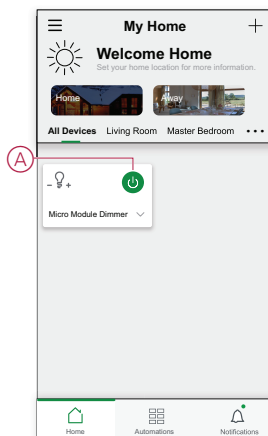 My Home
Welcome Home
Set your home location for more information.
Home
Away
All Devices Living Room Master Bedroom
A
Micro Module Dimmer
Home Automations Notifications